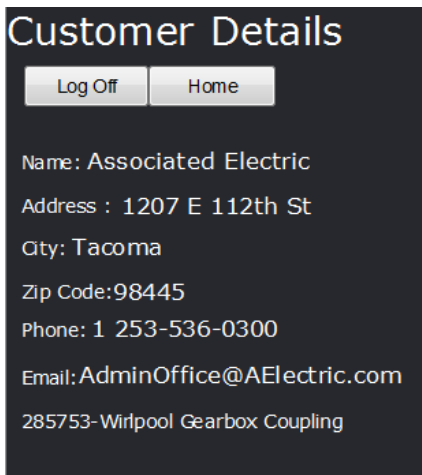 Customer Details
Log Off Home
Name: Associated Electric
Address : 1207 E 112th St
City: Tacoma
Zip Code:98445
Phone: 1 253-536-0300
Email:AdminOffice@AElectric.com
285753-Wirlpool Gearbox Coupling